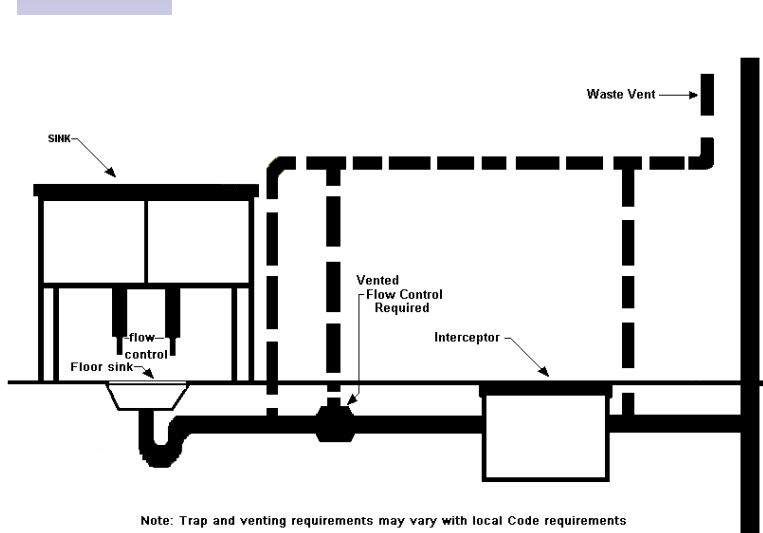 Waste Vent
SINK
Vented
Flow Control
Required
flow
control
Interceptor
Floor sink
Note: Trap and venting requirements may vary with local Code requirements